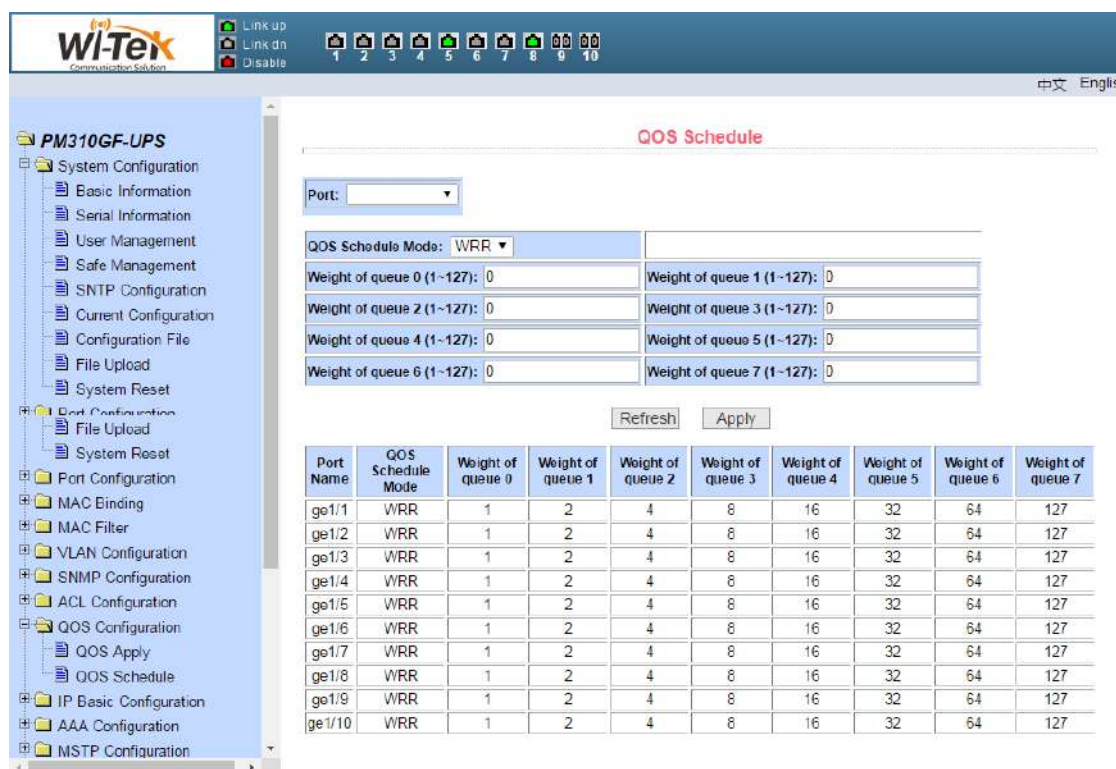 WI-TEK
Communication Solution
Link up
Link dn
Disable
1 2 3 4 5 6 7 8 9 10
中文 Englis
PM310GF-UPS
System Configuration
Basic Information
Serial Information
User Management
Safe Management
SNTP Configuration
Current Configuration
Configuration File
File Upload
System Reset
Port Configuration
File Upload
System Reset
Port Configuration
MAC Binding
MAC Filter
VLAN Configuration
SNMP Configuration
ACL Configuration
QOS Configuration
QOS Apply
QOS Schedule
IP Basic Configuration
AAA Configuration
MSTP Configuration
QOS Schedule
Port:
QOS Schedule Mode: WRR
Weight of queue 0 (1~127): 0 Weight of queue 1 (1~127): 0
Weight of queue 2 (1~127): 0 Weight of queue 3 (1~127): 0
Weight of queue 4 (1~127): 0 Weight of queue 5 (1~127): 0
Weight of queue 6 (1~127): 0 Weight of queue 7 (1~127): 0
Refresh Apply
Port Name QOS Schedule Mode Weight of queue 0 Weight of queue 1 Weight of queue 2 Weight of queue 3 Weight of queue 4 Weight of queue 5 Weight of queue 6 Weight of queue 7
ge1/1 WRR 1 2 4 8 16 32 64 127
ge1/2 WRR 1 2 4 8 16 32 64 127
ge1/3 WRR 1 2 4 8 16 32 64 127
ge1/4 WRR 1 2 4 8 16 32 64 127
ge1/5 WRR 1 2 4 8 16 32 64 127
ge1/6 WRR 1 2 4 8 16 32 64 127
ge1/7 WRR 1 2 4 8 16 32 64 127
ge1/8 WRR 1 2 4 8 16 32 64 127
ge1/9 WRR 1 2 4 8 16 32 64 127
ge1/10 WRR 1 2 4 8 16 32 64 127